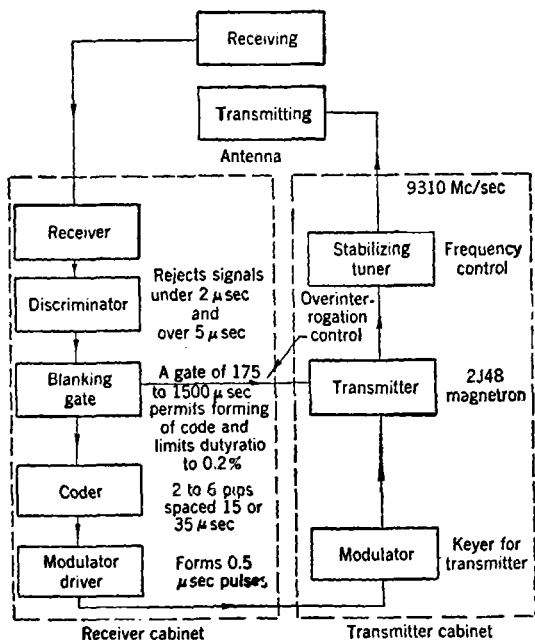 Receiving
Transmitting
Antenna
9310 Mc/sec
Receiver
Discriminator
Rejects signals
under 2 μsec
and
over 5 μsec
Blanking
gate
A gate of 175
to 1500 μsec
permits forming
of code and
limits dutyratio
to 0.2%
Coder
2 to 6 pips
spaced 15 or
35 μsec
Modulator
driver
Forms 0.5
μsec pulses
Receiver cabinet
Stabilizing
tuner
Frequency
control
Overinter-
rogation
control
Transmitter
2J48
magnetron
Modulator
Keyer for
transmitter
Transmitter cabinet